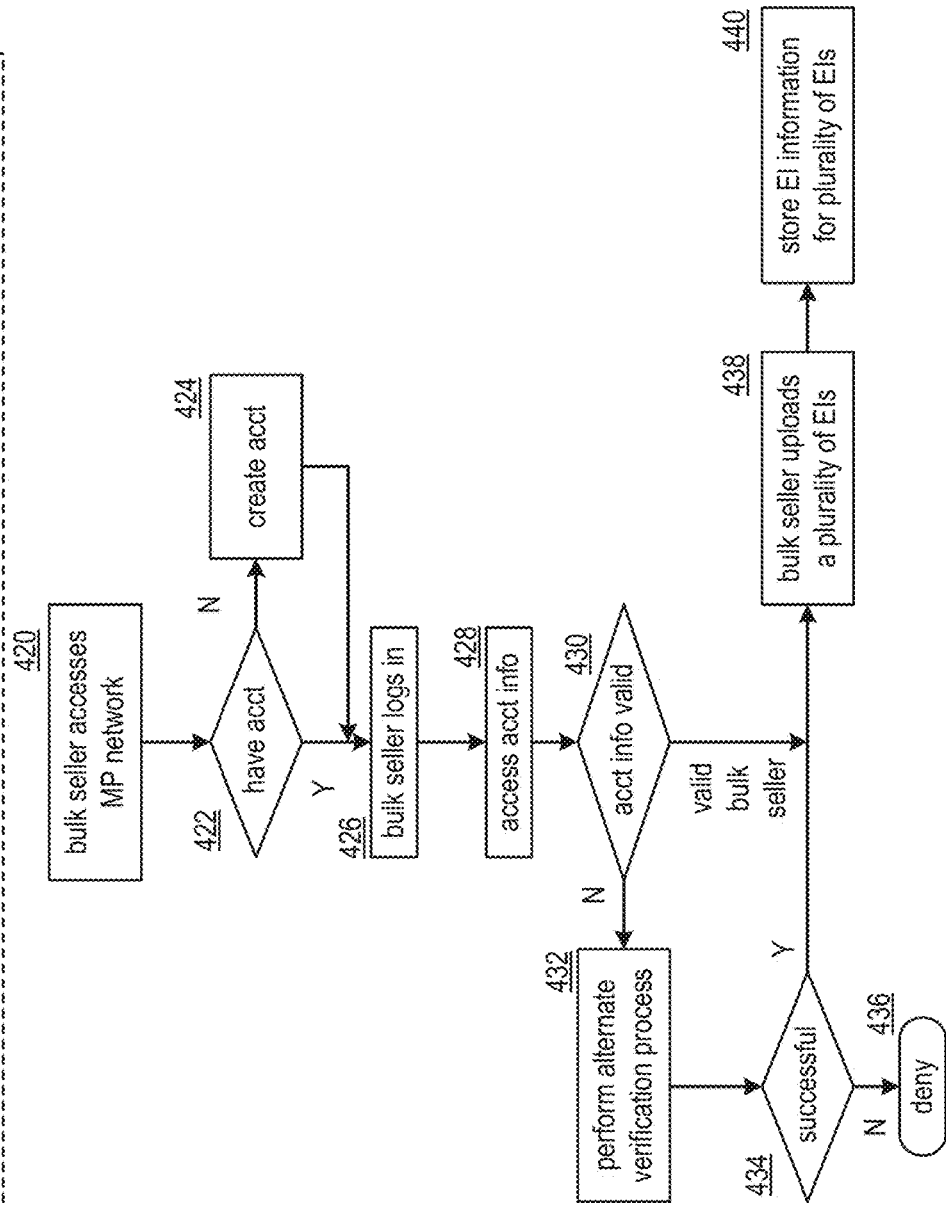 420
bulk seller accesses
MP network
422
have acct
N
424
create acct
Y
426
bulk seller logs in
428
access acct info
430
acct info valid
N
valid
bulk
seller
432
perform alternate
verification process
434
successful
Y
N
436
deny
438
bulk seller uploads
a plurality of EIs
440
store EI information
for plurality of EIs